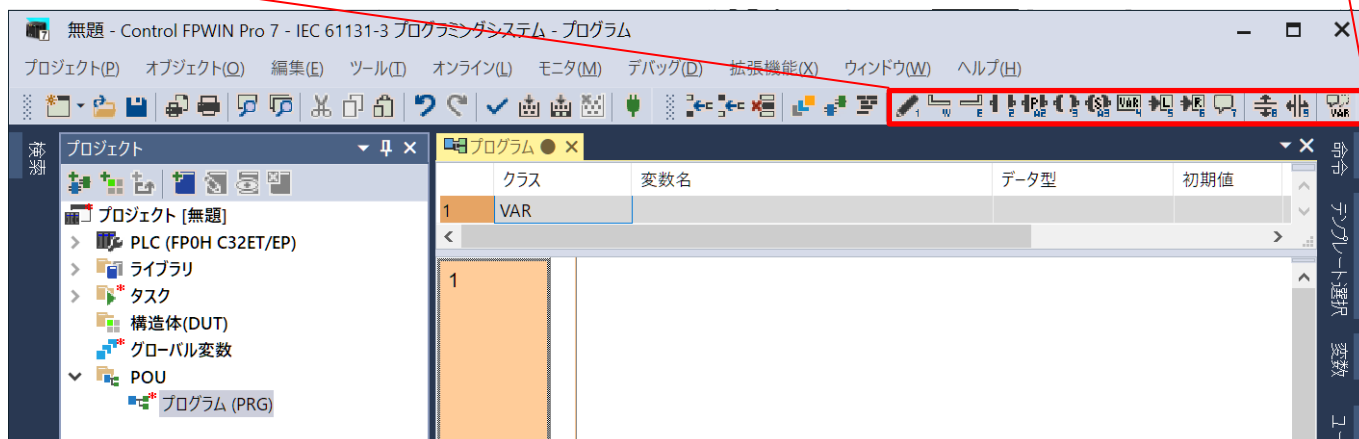 無題 - Control FPWIN Pro 7 - IEC 61131-3 プログラミングシステム - プログラム
プロジェクト(P) オブジェクト(O) 編集(E) ツール(T) オンライン(L) モニタ(M) デバッグ(D) 拡張機能(X) ウィンドウ(W) ヘルプ(H)
検索
プロジェクト
プロジェクト [無題]
PLC (FP0H C32ET/EP)
ライブラリ
タスク
構造体(DUT)
グローバル変数
POU
プログラム (PRG)
プログラム
クラス 変数名 データ型 初期値
1 VAR
1
命令
テンプレート選択
変数